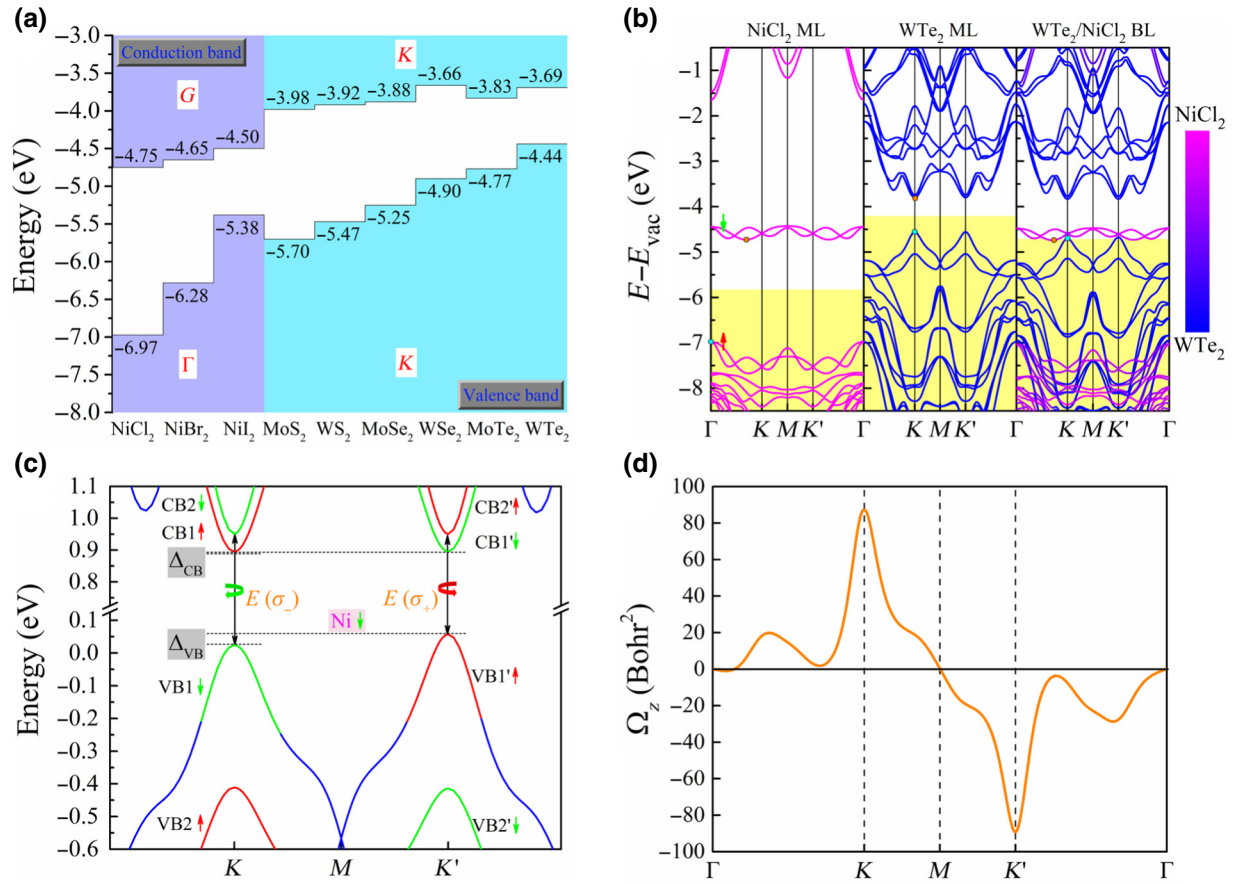 (a)
Energy (eV)
−3.0
−3.5
−4.0
−4.5
−5.0
−5.5
−6.0
−6.5
−7.0
−7.5
−8.0
Conduction band
G
K
−4.75
−4.65
−4.50
−3.98
−3.92
−3.88
−3.66
−3.83
−3.69
−6.97
−6.28
−5.38
−5.70
−5.47
−5.25
−4.90
−4.77
−4.44
Γ
K
Valence band
NiCl₂ NiBr₂ NiI₂ MoS₂ WS₂ MoSe₂ WSe₂ MoTe₂ WTe₂
(b)
NiCl₂ ML WTe₂ ML WTe₂/NiCl₂ BL
E−E_vac (eV)
−1
−2
−3
−4
−5
−6
−7
−8
Γ K M K' Γ K M K' Γ K M K' Γ
NiCl₂
WTe₂
(c)
Energy (eV)
1.1
1.0
0.9
0.8
0.1
0.0
−0.1
−0.2
−0.3
−0.4
−0.5
−0.6
CB2
CB1
Δ_CB
CB2'
CB1'
E (σ₋)
E (σ₊)
Ni
Δ_VB
VB1
VB1'
VB2
VB2'
K M K'
(d)
Ω_z (Bohr²)
100
80
60
40
20
0
−20
−40
−60
−80
−100
Γ K M K' Γ